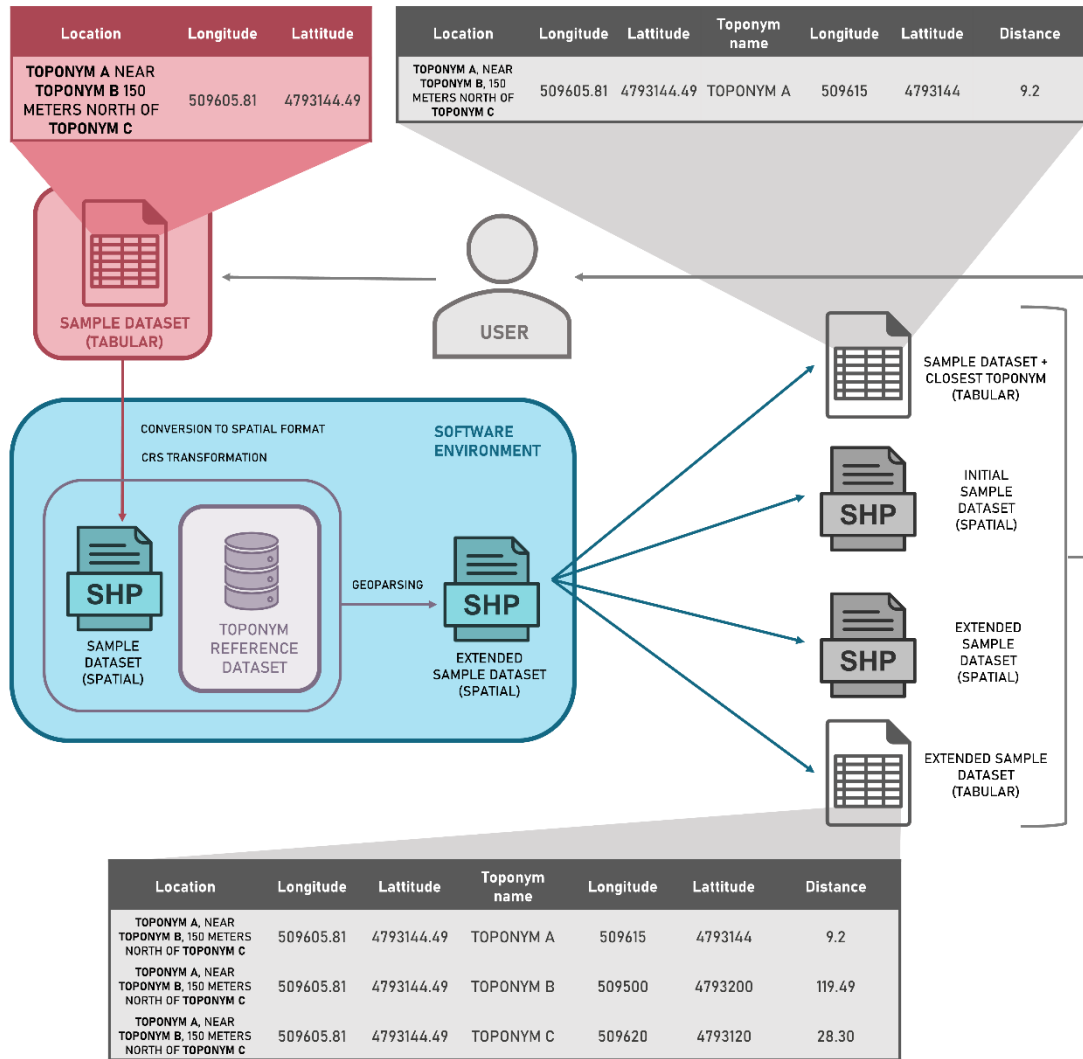 Location Longitude Lattitude
TOPONYM A NEAR
TOPONYM B 150
METERS NORTH OF
TOPONYM C
509605.81 4793144.49
Location Longitude Lattitude Toponym name Longitude Lattitude Distance
TOPONYM A, NEAR
TOPONYM B, 150
METERS NORTH OF
TOPONYM C
509605.81 4793144.49 TOPONYM A 509615 4793144 9.2
SAMPLE DATASET
(TABULAR)
USER
SAMPLE DATASET +
CLOSEST TOPONYM
(TABULAR)
CONVERSION TO SPATIAL FORMAT
CRS TRANSFORMATION
SOFTWARE
ENVIRONMENT
SHP
INITIAL
SAMPLE
DATASET
(SPATIAL)
SHP
SAMPLE
DATASET
(SPATIAL)
TOPONYM
REFERENCE
DATASET
GEOPARSING
SHP
EXTENDED
SAMPLE DATASET
(SPATIAL)
SHP
EXTENDED
SAMPLE
DATASET
(SPATIAL)
EXTENDED SAMPLE
DATASET
(TABULAR)
Location Longitude Lattitude Toponym name Longitude Lattitude Distance
TOPONYM A, NEAR
TOPONYM B, 150 METERS
NORTH OF TOPONYM C
509605.81 4793144.49 TOPONYM A 509615 4793144 9.2
TOPONYM A, NEAR
TOPONYM B, 150 METERS
NORTH OF TOPONYM C
509605.81 4793144.49 TOPONYM B 509500 4793200 119.49
TOPONYM A, NEAR
TOPONYM B, 150 METERS
NORTH OF TOPONYM C
509605.81 4793144.49 TOPONYM C 509620 4793120 28.30